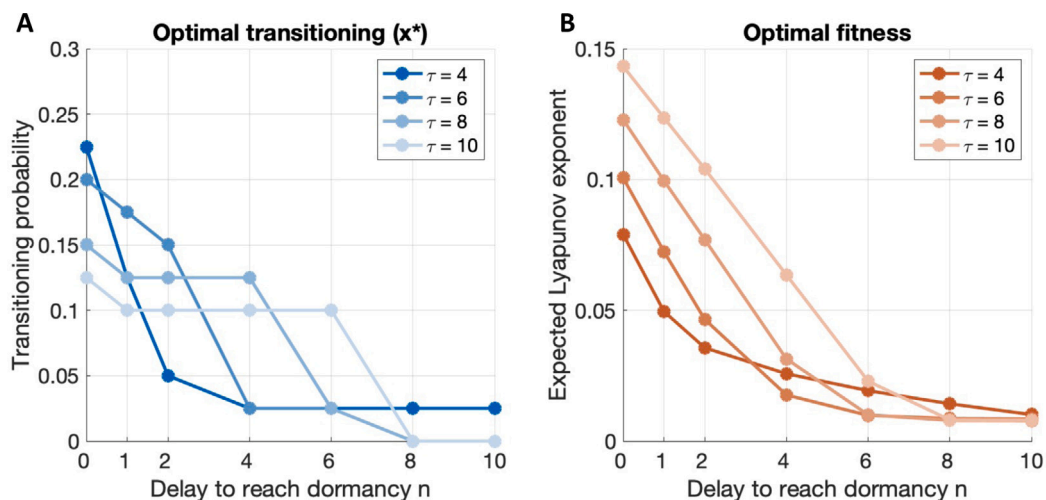 A
Optimal transitioning (x*)
Transitioning probability
0.3
0.25
0.2
0.15
0.1
0.05
0
τ = 4
τ = 6
τ = 8
τ = 10
0 1 2 4 6 8 10
Delay to reach dormancy n
B
Optimal fitness
Expected Lyapunov exponent
0.15
0.1
0.05
0
τ = 4
τ = 6
τ = 8
τ = 10
0 1 2 4 6 8 10
Delay to reach dormancy n